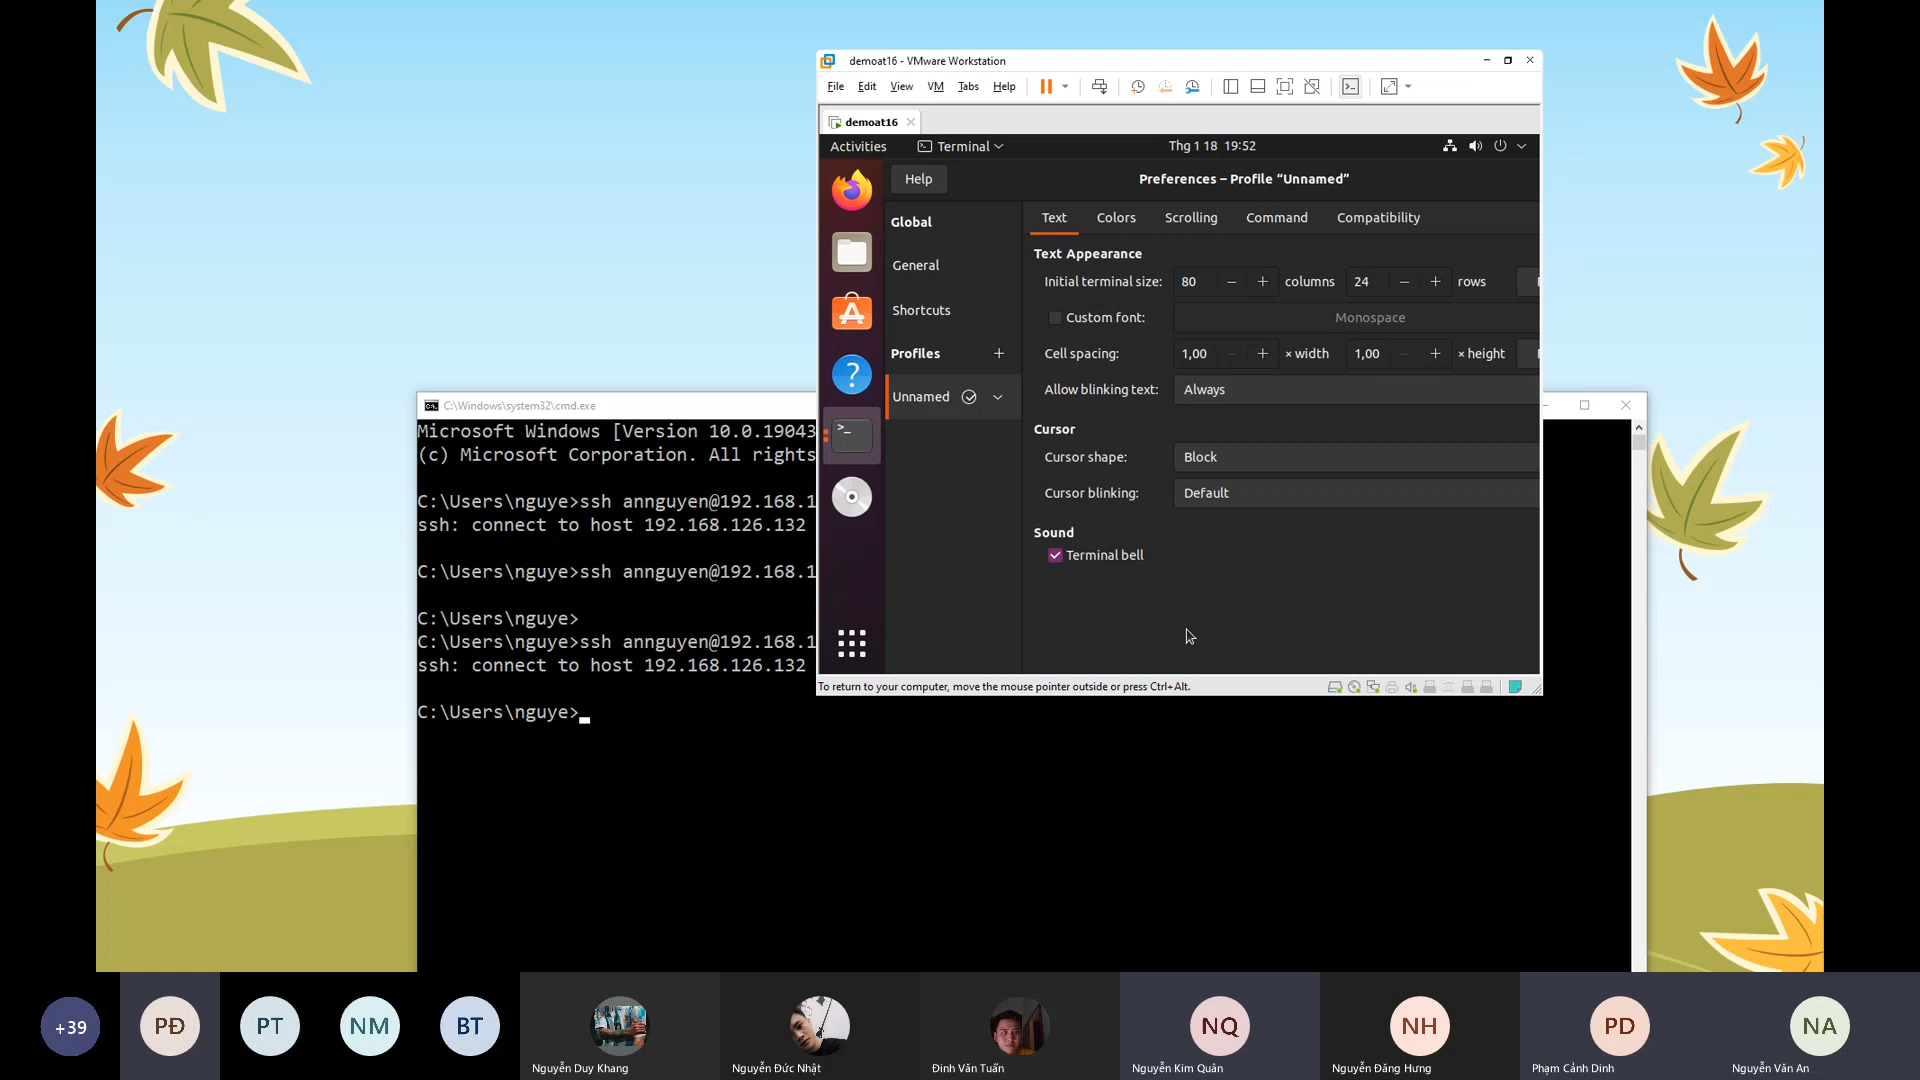 demoat16 - VMware Workstation
File Edit View VM Tabs Help
demoat16
Activities Terminal Thg 1 18 19:52
Help Preferences – Profile “Unnamed”
Global
General
Shortcuts
Profiles
Unnamed
Text Colors Scrolling Command Compatibility
Text Appearance
Initial terminal size: 80 columns 24 rows
Custom font: Monospace
Cell spacing: 1,00 × width 1,00 × height
Allow blinking text: Always
Cursor
Cursor shape: Block
Cursor blinking: Default
Sound
Terminal bell
To return to your computer, move the mouse pointer outside or press Ctrl+Alt.
C:\Windows\system32\cmd.exe
Microsoft Windows [Version 10.0.19043
(c) Microsoft Corporation. All rights
C:\Users\nguye>ssh annguyen@192.168.1
ssh: connect to host 192.168.126.132
C:\Users\nguye>ssh annguyen@192.168.1
C:\Users\nguye>
C:\Users\nguye>ssh annguyen@192.168.1
ssh: connect to host 192.168.126.132
C:\Users\nguye>
+39 PĐ PT NM BT NQ NH PD NA
Nguyễn Duy Khang Nguyễn Đức Nhật Đinh Văn Tuấn Nguyễn Kim Quân Nguyễn Đăng Hưng Phạm Cảnh Dinh Nguyễn Văn An